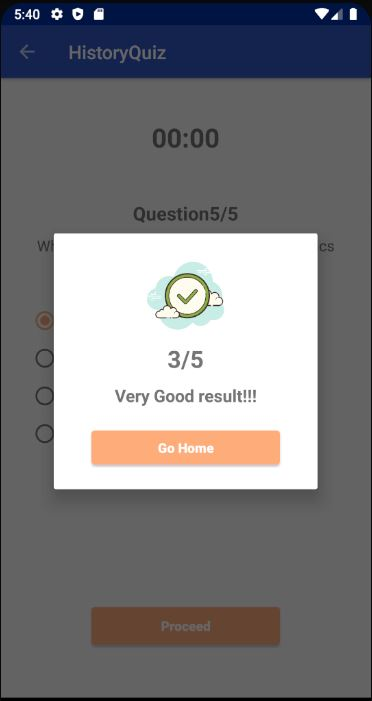 5:40
HistoryQuiz
00:00
Question5/5
3/5
Very Good result!!!
Go Home
Proceed